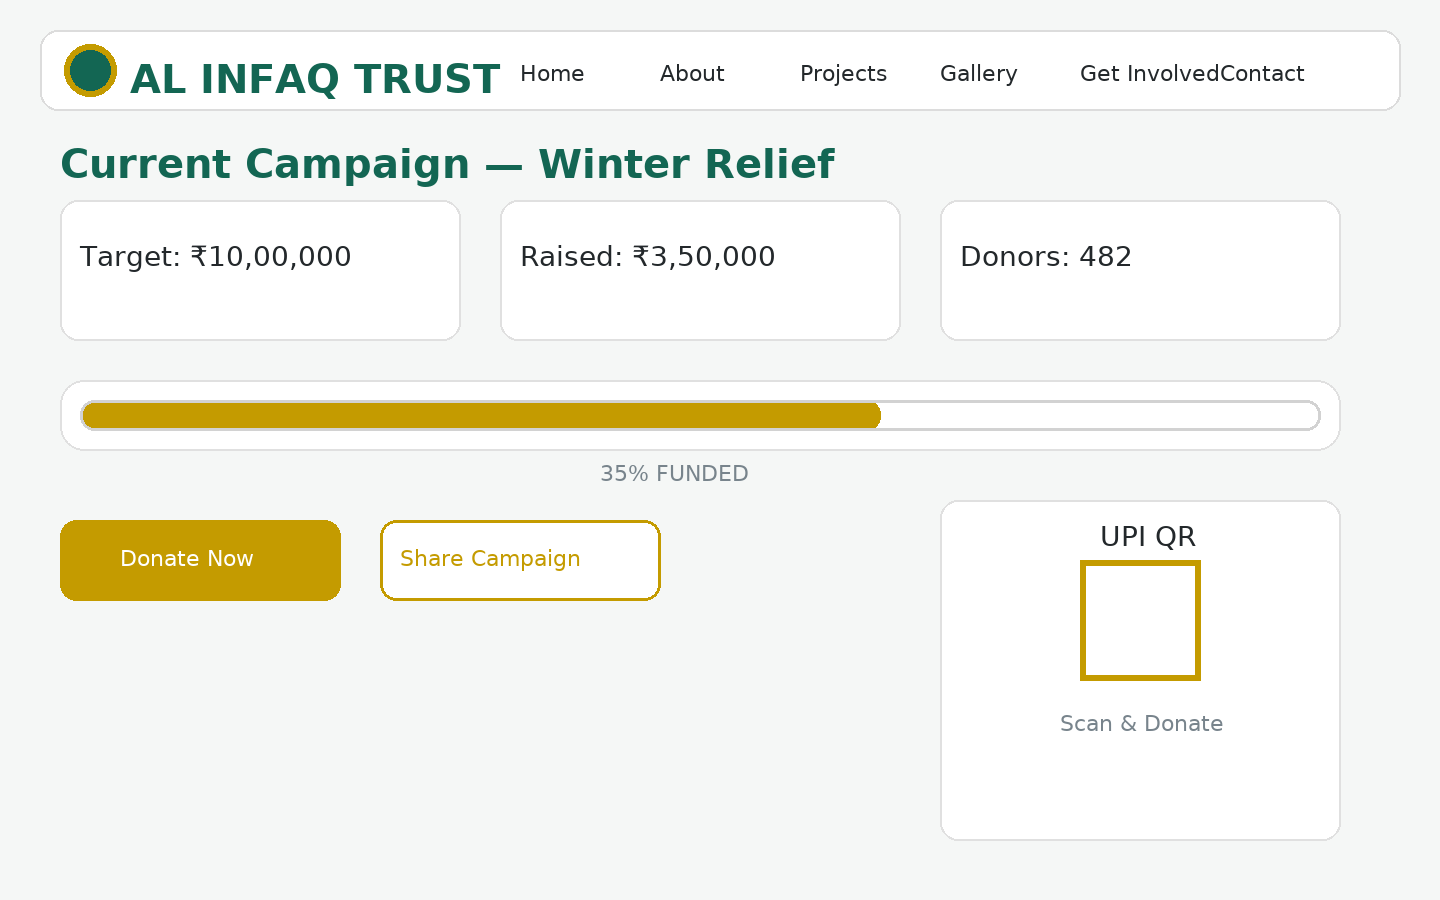 AL INFAQ TRUST Home About Projects Gallery Get InvolvedContact
Current Campaign — Winter Relief
Target: ₹10,00,000
Raised: ₹3,50,000
Donors: 482
35% FUNDED
Donate Now
Share Campaign
UPI QR
Scan & Donate